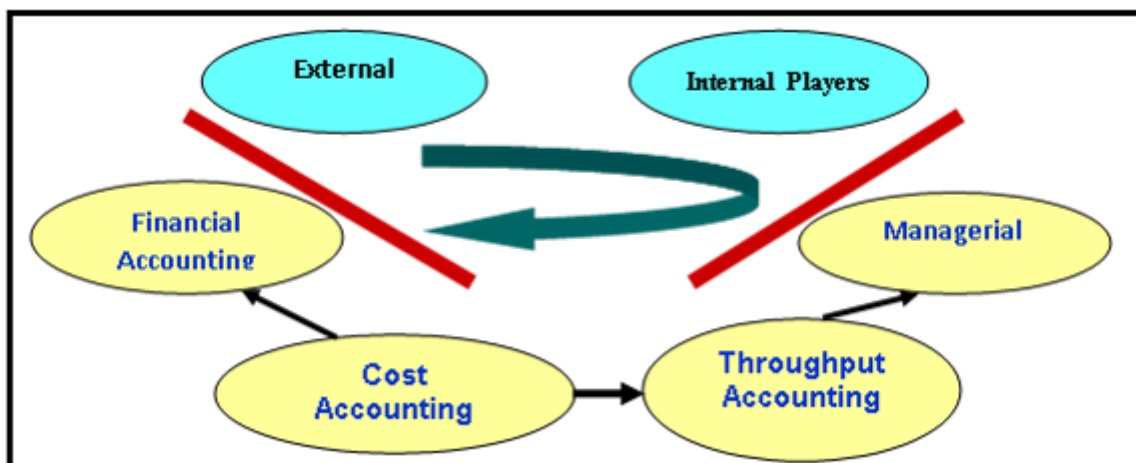 External
Internal Players
Financial
Accounting
Managerial
Cost
Accounting
Throughput
Accounting